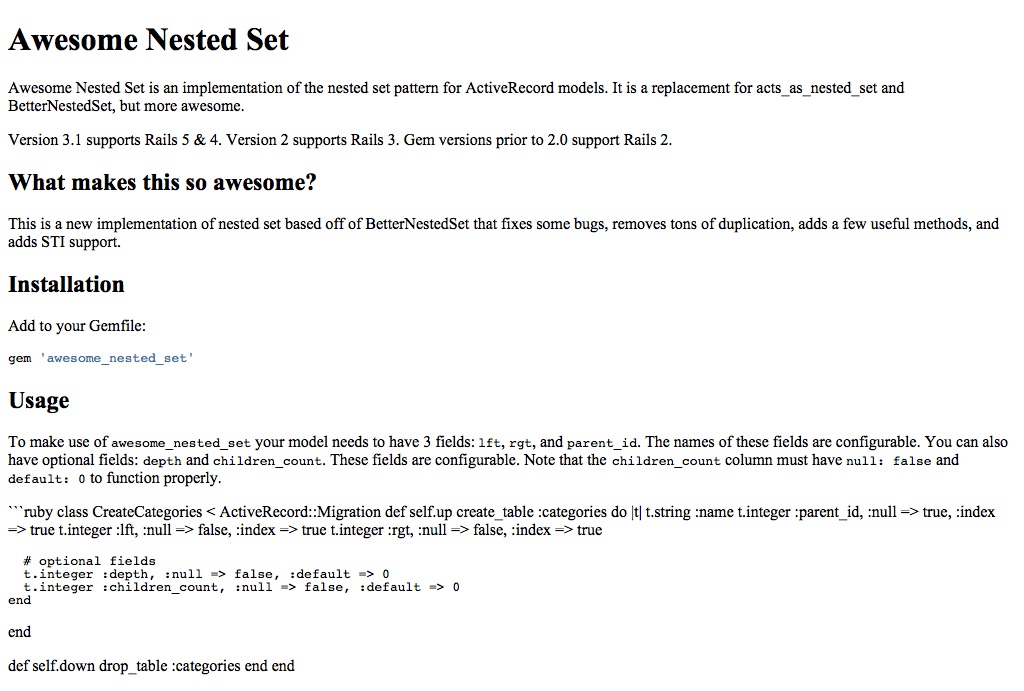 Awesome Nested Set
Awesome Nested Set is an implementation of the nested set pattern for ActiveRecord models. It is a replacement for acts_as_nested_set and
BetterNestedSet, but more awesome.
Version 3.1 supports Rails 5 & 4. Version 2 supports Rails 3. Gem versions prior to 2.0 support Rails 2.
What makes this so awesome?
This is a new implementation of nested set based off of BetterNestedSet that fixes some bugs, removes tons of duplication, adds a few useful methods, and
adds STI support.
Installation
Add to your Gemfile:
gem 'awesome_nested_set'
Usage
To make use of awesome_nested_set your model needs to have 3 fields: lft, rgt, and parent_id. The names of these fields are configurable. You can also
have optional fields: depth and children_count. These fields are configurable. Note that the children_count column must have null: false and
default: 0 to function properly.
```ruby class CreateCategories < ActiveRecord::Migration def self.up create_table :categories do |t| t.string :name t.integer :parent_id, :null => true, :index
=> true t.integer :lft, :null => false, :index => true t.integer :rgt, :null => false, :index => true
# optional fields
t.integer :depth, :null => false, :default => 0
t.integer :children_count, :null => false, :default => 0
end
end
def self.down drop_table :categories end end